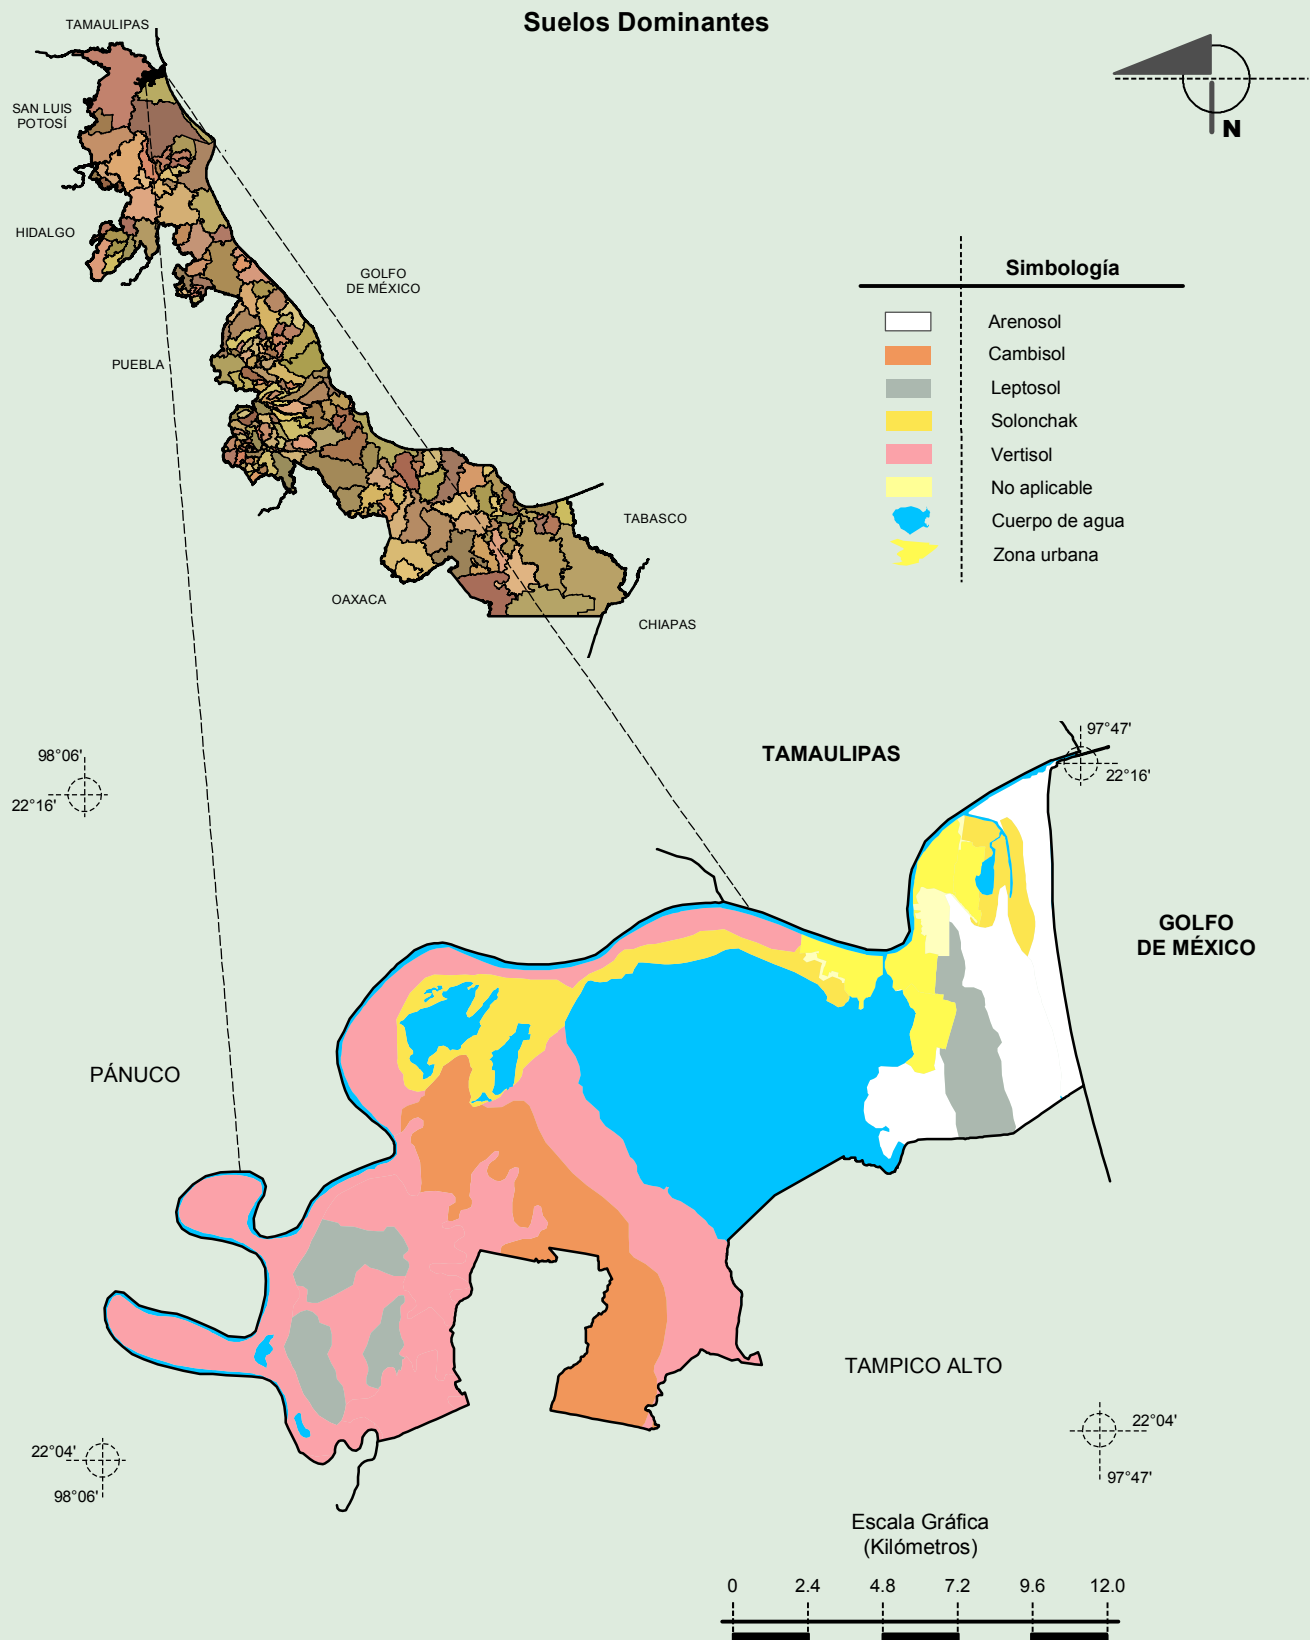 Suelos Dominantes
TAMAULIPAS
SAN LUIS
POTOSÍ
HIDALGO
GOLFO
DE MÉXICO
PUEBLA
TABASCO
OAXACA
CHIAPAS
N
Simbología
Arenosol
Cambisol
Leptosol
Solonchak
Vertisol
No aplicable
Cuerpo de agua
Zona urbana
98°06'
22°16'
TAMAULIPAS
97°47'
22°16'
GOLFO
DE MÉXICO
PÁNUCO
TAMPICO ALTO
22°04'
98°06'
22°04'
97°47'
Escala Gráfica
(Kilómetros)
0 2.4 4.8 7.2 9.6 12.0